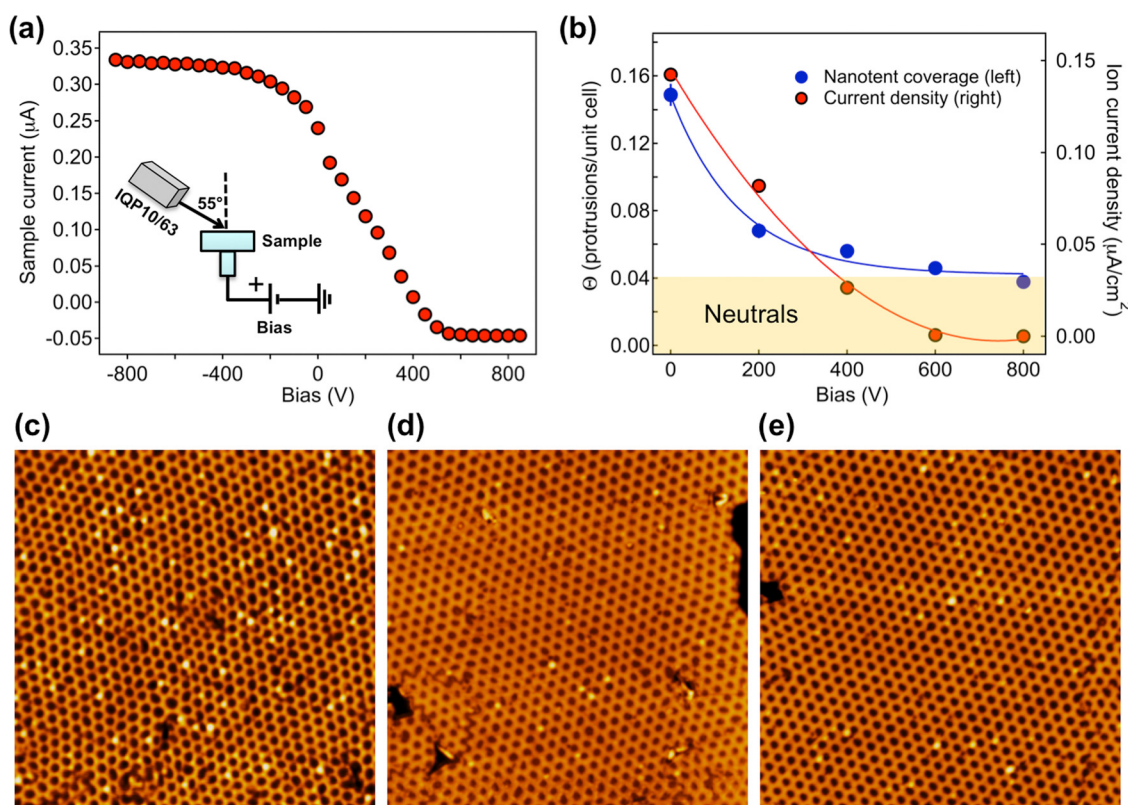 (a)
0.35
0.30
0.25
0.20
0.15
0.10
0.05
0.00
-0.05
Sample current (μA)
-800
-400
0
400
800
Bias (V)
IQP10/63
55°
Sample
+
Bias
(b)
0.16
0.12
0.08
0.04
0.00
Θ (protrusions/unit cell)
Nanotent coverage (left)
Current density (right)
Neutrals
0
200
400
600
800
Bias (V)
0.15
0.10
0.05
0.00
Ion current density (μA/cm²)
(c)
(d)
(e)